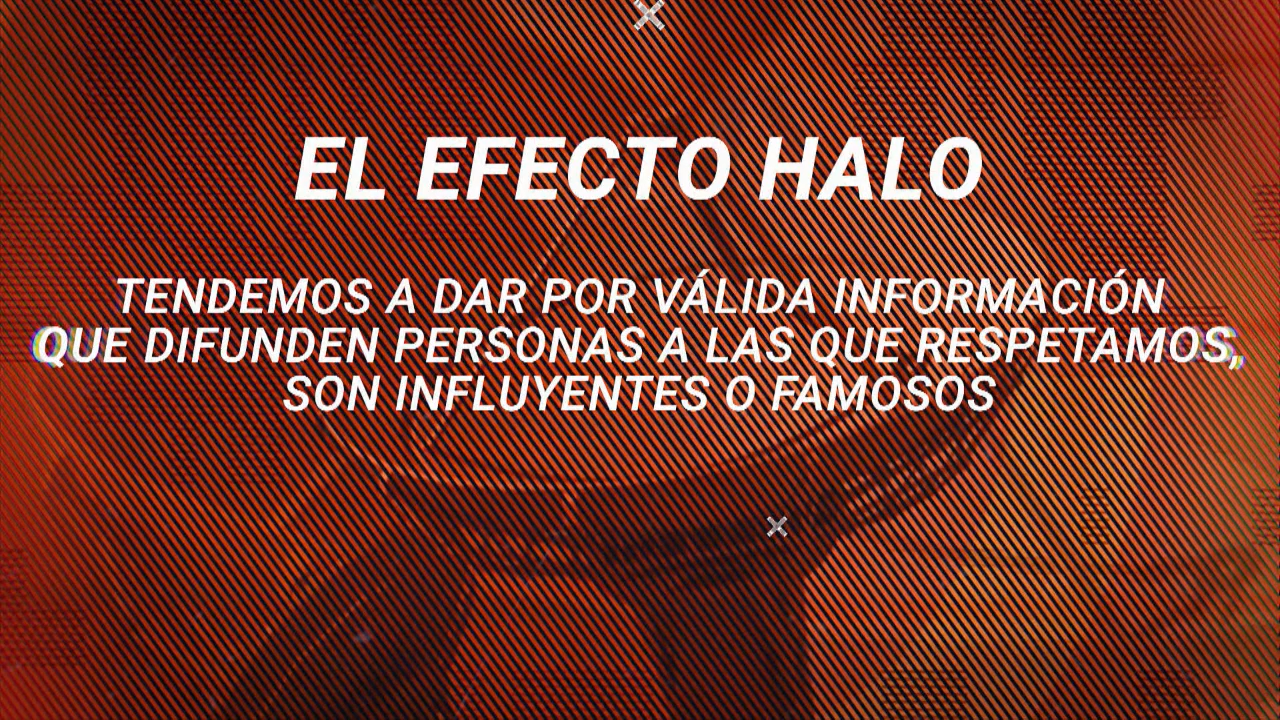 EL EFECTO HALO
TENDEMOS A DAR POR VÁLIDA INFORMACIÓN
QUE DIFUNDEN PERSONAS A LAS QUE RESPETAMOS,
SON INFLUYENTES O FAMOSOS